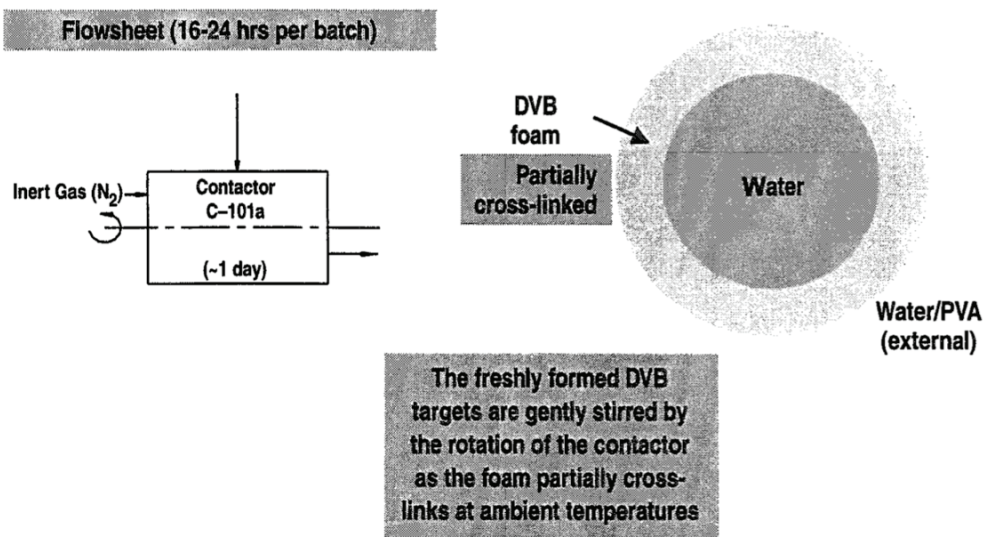 Flowsheet (16-24 hrs per batch)
Inert Gas (N₂)
Contactor
C–101a
(~1 day)
DVB
foam
Partially
cross-linked
Water
Water/PVA
(external)
The freshly formed DVB
targets are gently stirred by
the rotation of the contactor
as the foam partially cross-
links at ambient temperatures